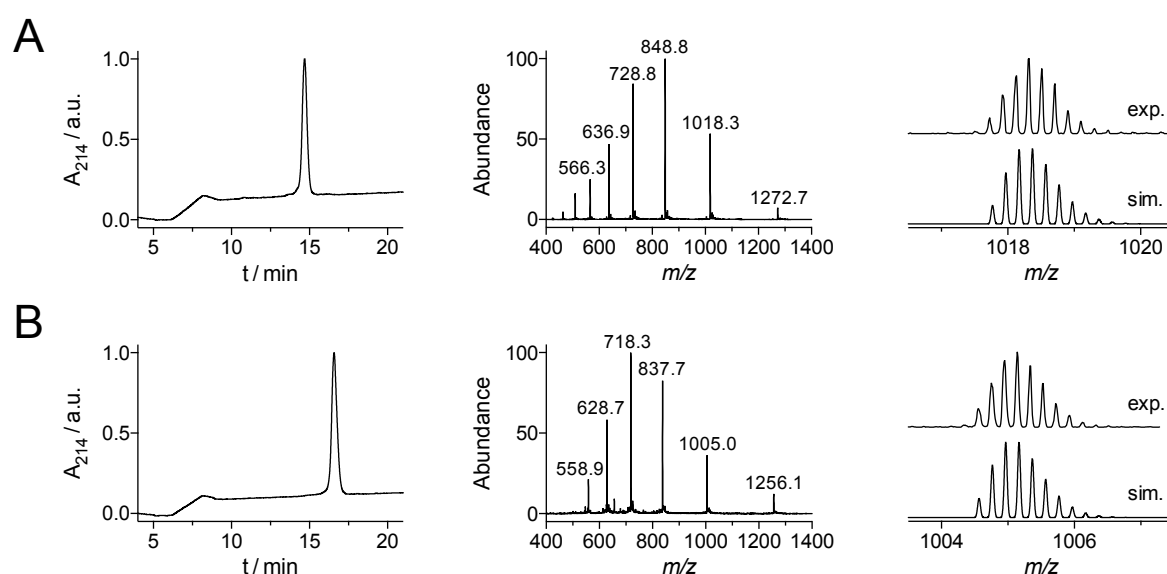 A
1.0
0.5
0.0
A214 / a.u.
5 10 15 20
t / min
100
50
0
Abundance
566.3
636.9
728.8
848.8
1018.3
1272.7
400 600 800 1000 1200 1400
m/z
exp.
sim.
1018 1020
m/z
B
1.0
0.5
0.0
A214 / a.u.
5 10 15 20
t / min
100
50
0
Abundance
558.9
628.7
718.3
837.7
1005.0
1256.1
400 600 800 1000 1200 1400
m/z
exp.
sim.
1004 1006
m/z